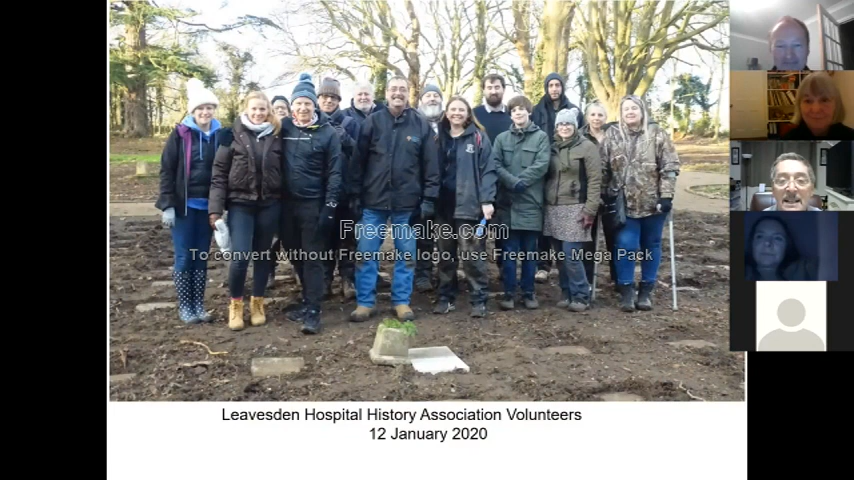 Freemake.com
To convert without Freemake logo, use Freemake Mega Pack
Leavesden Hospital History Association Volunteers
12 January 2020